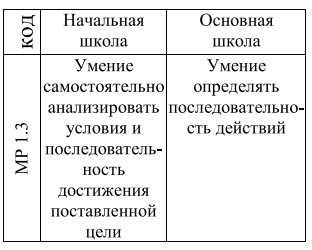 код
Начальная
школа
Основная
школа
МР 1.3
Умение
самостоятельно
анализировать
условия и
последователь-
ность
достижения
поставленной
цели
Умение
определять
последовательно-
сть действий